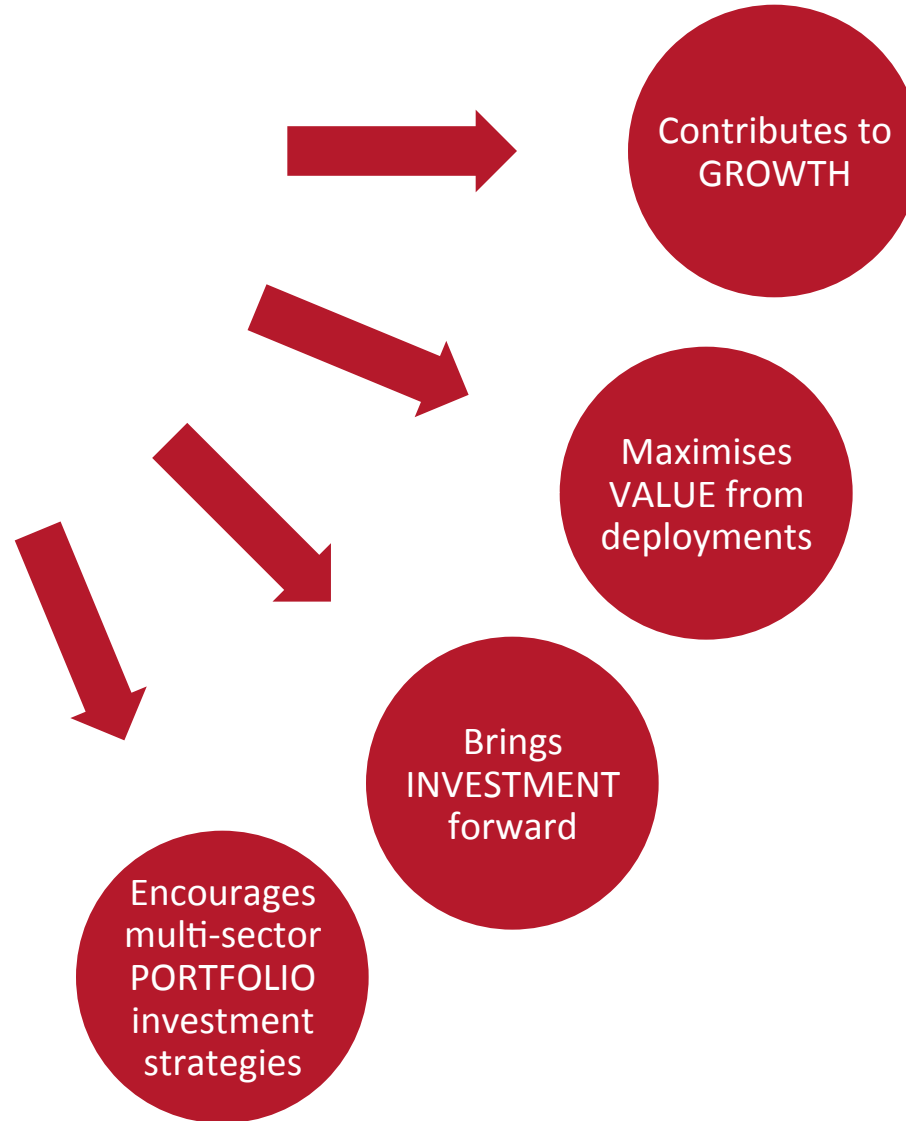 Contributes to
GROWTH
Maximises
VALUE from
deployments
Brings
INVESTMENT
forward
Encourages
multi-sector
PORTFOLIO
investment
strategies